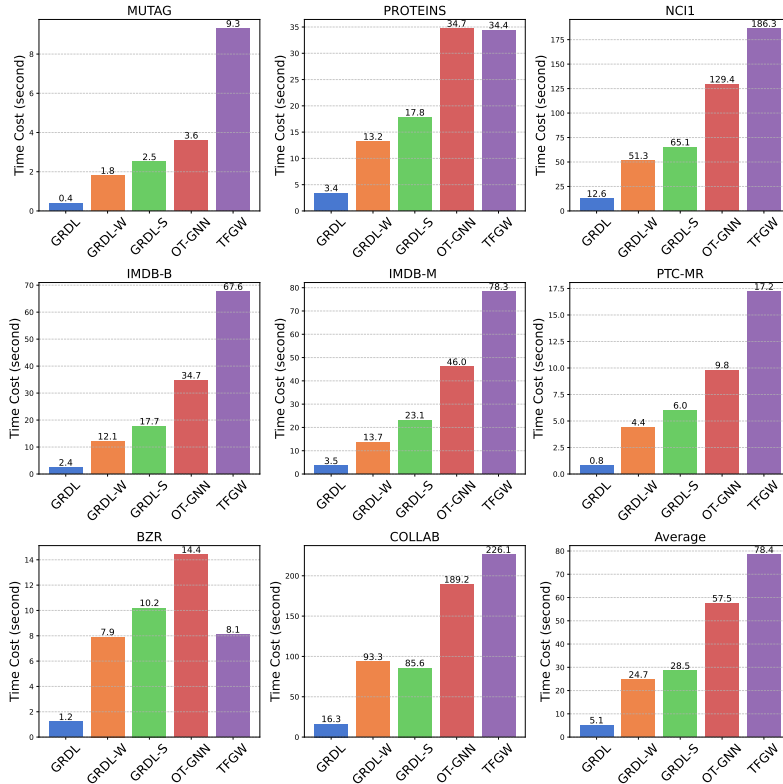 MUTAG
Time Cost (second)
8
6
4
2
0
0.4
1.8
2.5
3.6
9.3
GRDL
GRDL-W
GRDL-S
OT-GNN
TFGW
PROTEINS
Time Cost (second)
35
30
25
20
15
10
5
0
3.4
13.2
17.8
34.7
34.4
GRDL
GRDL-W
GRDL-S
OT-GNN
TFGW
NCI1
Time Cost (second)
175
150
125
100
75
50
25
0
12.6
51.3
65.1
129.4
186.3
GRDL
GRDL-W
GRDL-S
OT-GNN
TFGW
IMDB-B
Time Cost (second)
70
60
50
40
30
20
10
0
2.4
12.1
17.7
34.7
67.6
GRDL
GRDL-W
GRDL-S
OT-GNN
TFGW
IMDB-M
Time Cost (second)
80
70
60
50
40
30
20
10
0
3.5
13.7
23.1
46.0
78.3
GRDL
GRDL-W
GRDL-S
OT-GNN
TFGW
PTC-MR
Time Cost (second)
17.5
15.0
12.5
10.0
7.5
5.0
2.5
0.0
0.8
4.4
6.0
9.8
17.2
GRDL
GRDL-W
GRDL-S
OT-GNN
TFGW
BZR
Time Cost (second)
14
12
10
8
6
4
2
0
1.2
7.9
10.2
14.4
8.1
GRDL
GRDL-W
GRDL-S
OT-GNN
TFGW
COLLAB
Time Cost (second)
200
150
100
50
0
16.3
93.3
85.6
189.2
226.1
GRDL
GRDL-W
GRDL-S
OT-GNN
TFGW
Average
Time Cost (second)
80
70
60
50
40
30
20
10
0
5.1
24.7
28.5
57.5
78.4
GRDL
GRDL-W
GRDL-S
OT-GNN
TFGW